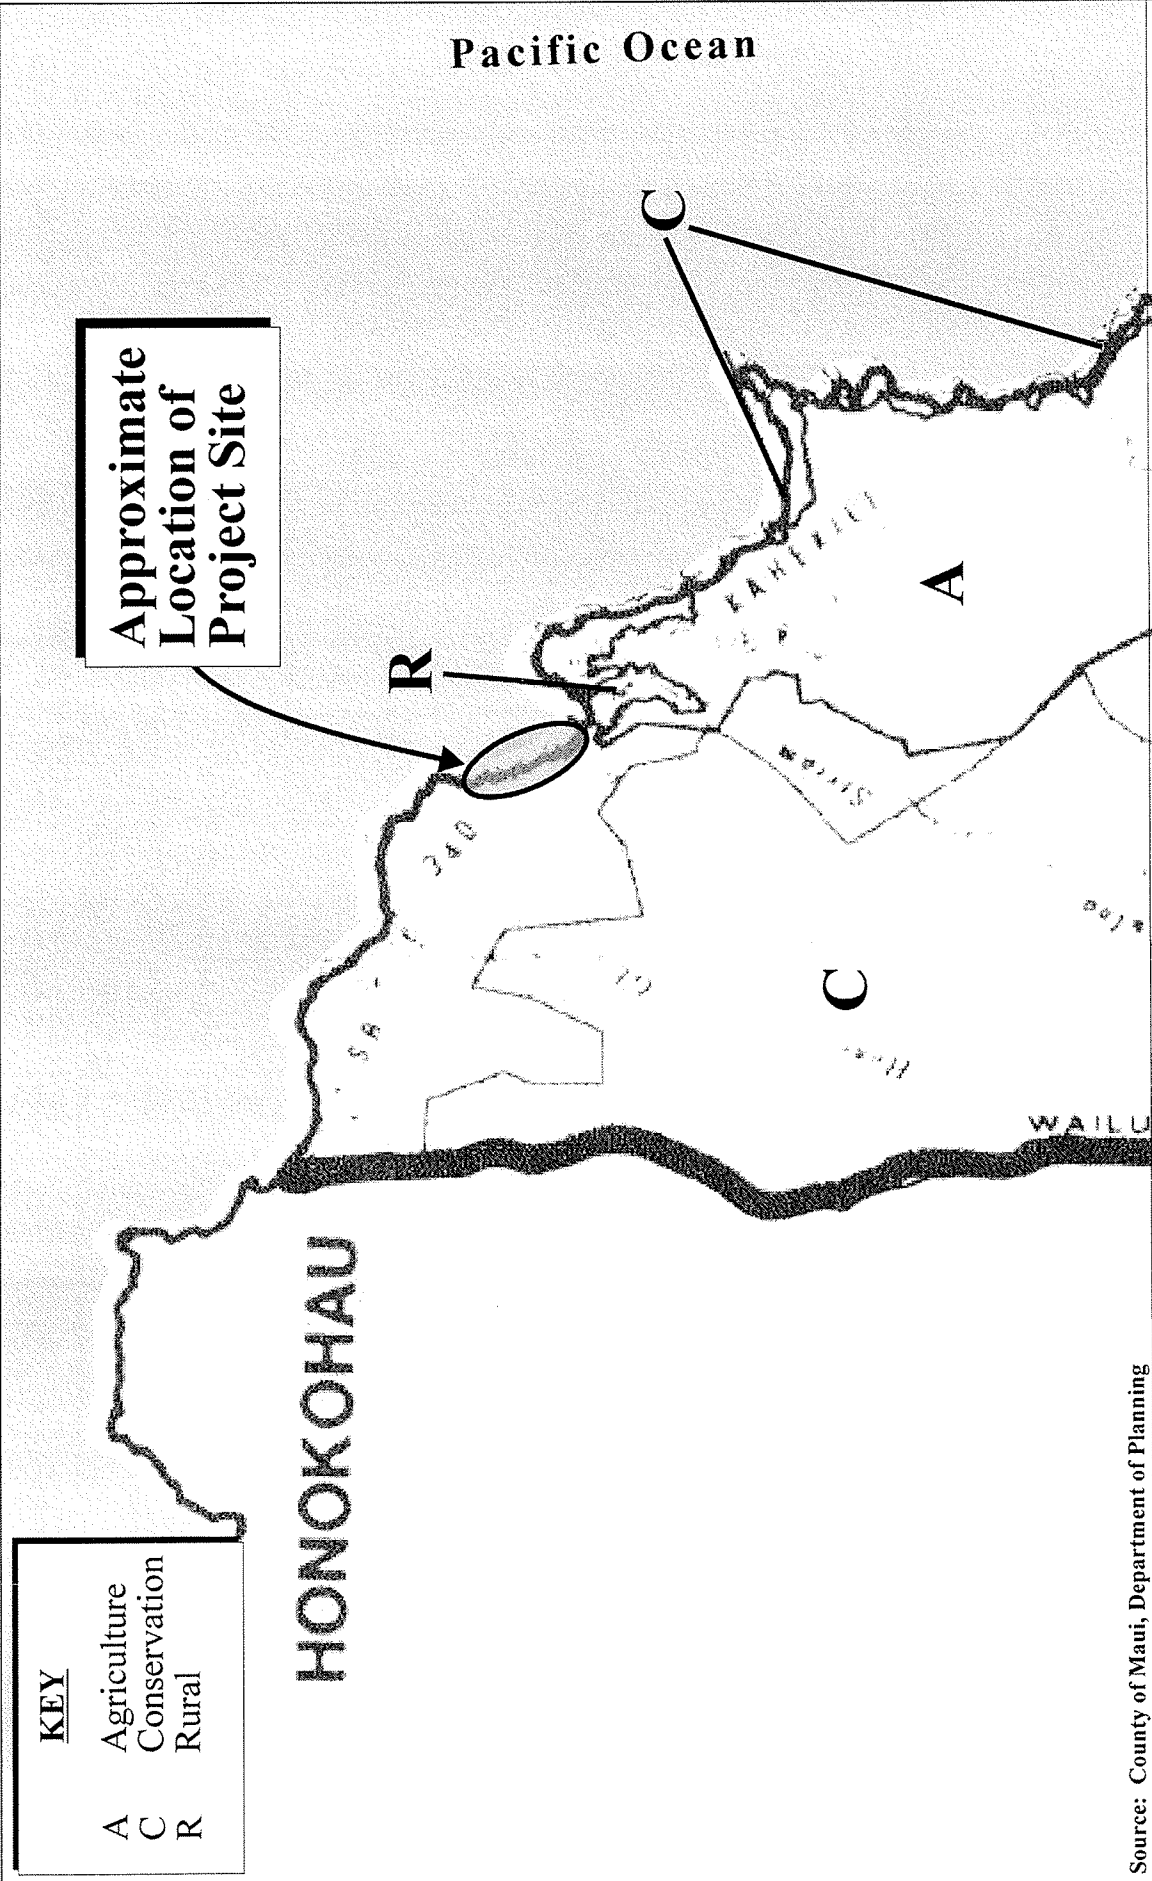 KEY
A Agriculture
C Conservation
R Rural
Approximate
Location of
Project Site
Pacific Ocean
HONOKOHAU
R
C
340
A
C
WAILU
Source: County of Maui, Department of Planning